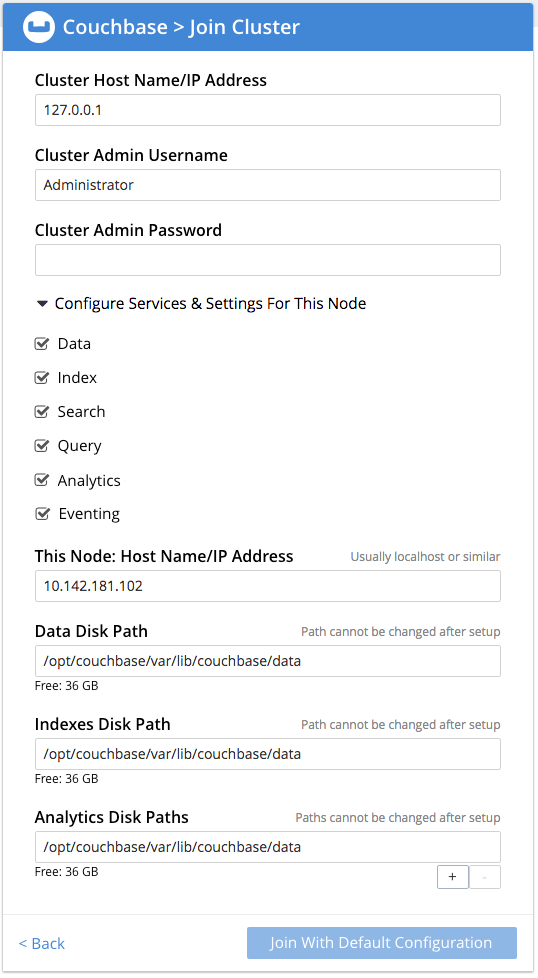 Couchbase > Join Cluster
Cluster Host Name/IP Address
127.0.0.1
Cluster Admin Username
Administrator
Cluster Admin Password
Configure Services & Settings For This Node
Data
Index
Search
Query
Analytics
Eventing
This Node: Host Name/IP Address Usually localhost or similar
10.142.181.102
Data Disk Path Path cannot be changed after setup
/opt/couchbase/var/lib/couchbase/data
Free: 36 GB
Indexes Disk Path Path cannot be changed after setup
/opt/couchbase/var/lib/couchbase/data
Free: 36 GB
Analytics Disk Paths Paths cannot be changed after setup
/opt/couchbase/var/lib/couchbase/data
Free: 36 GB + -
< Back Join With Default Configuration